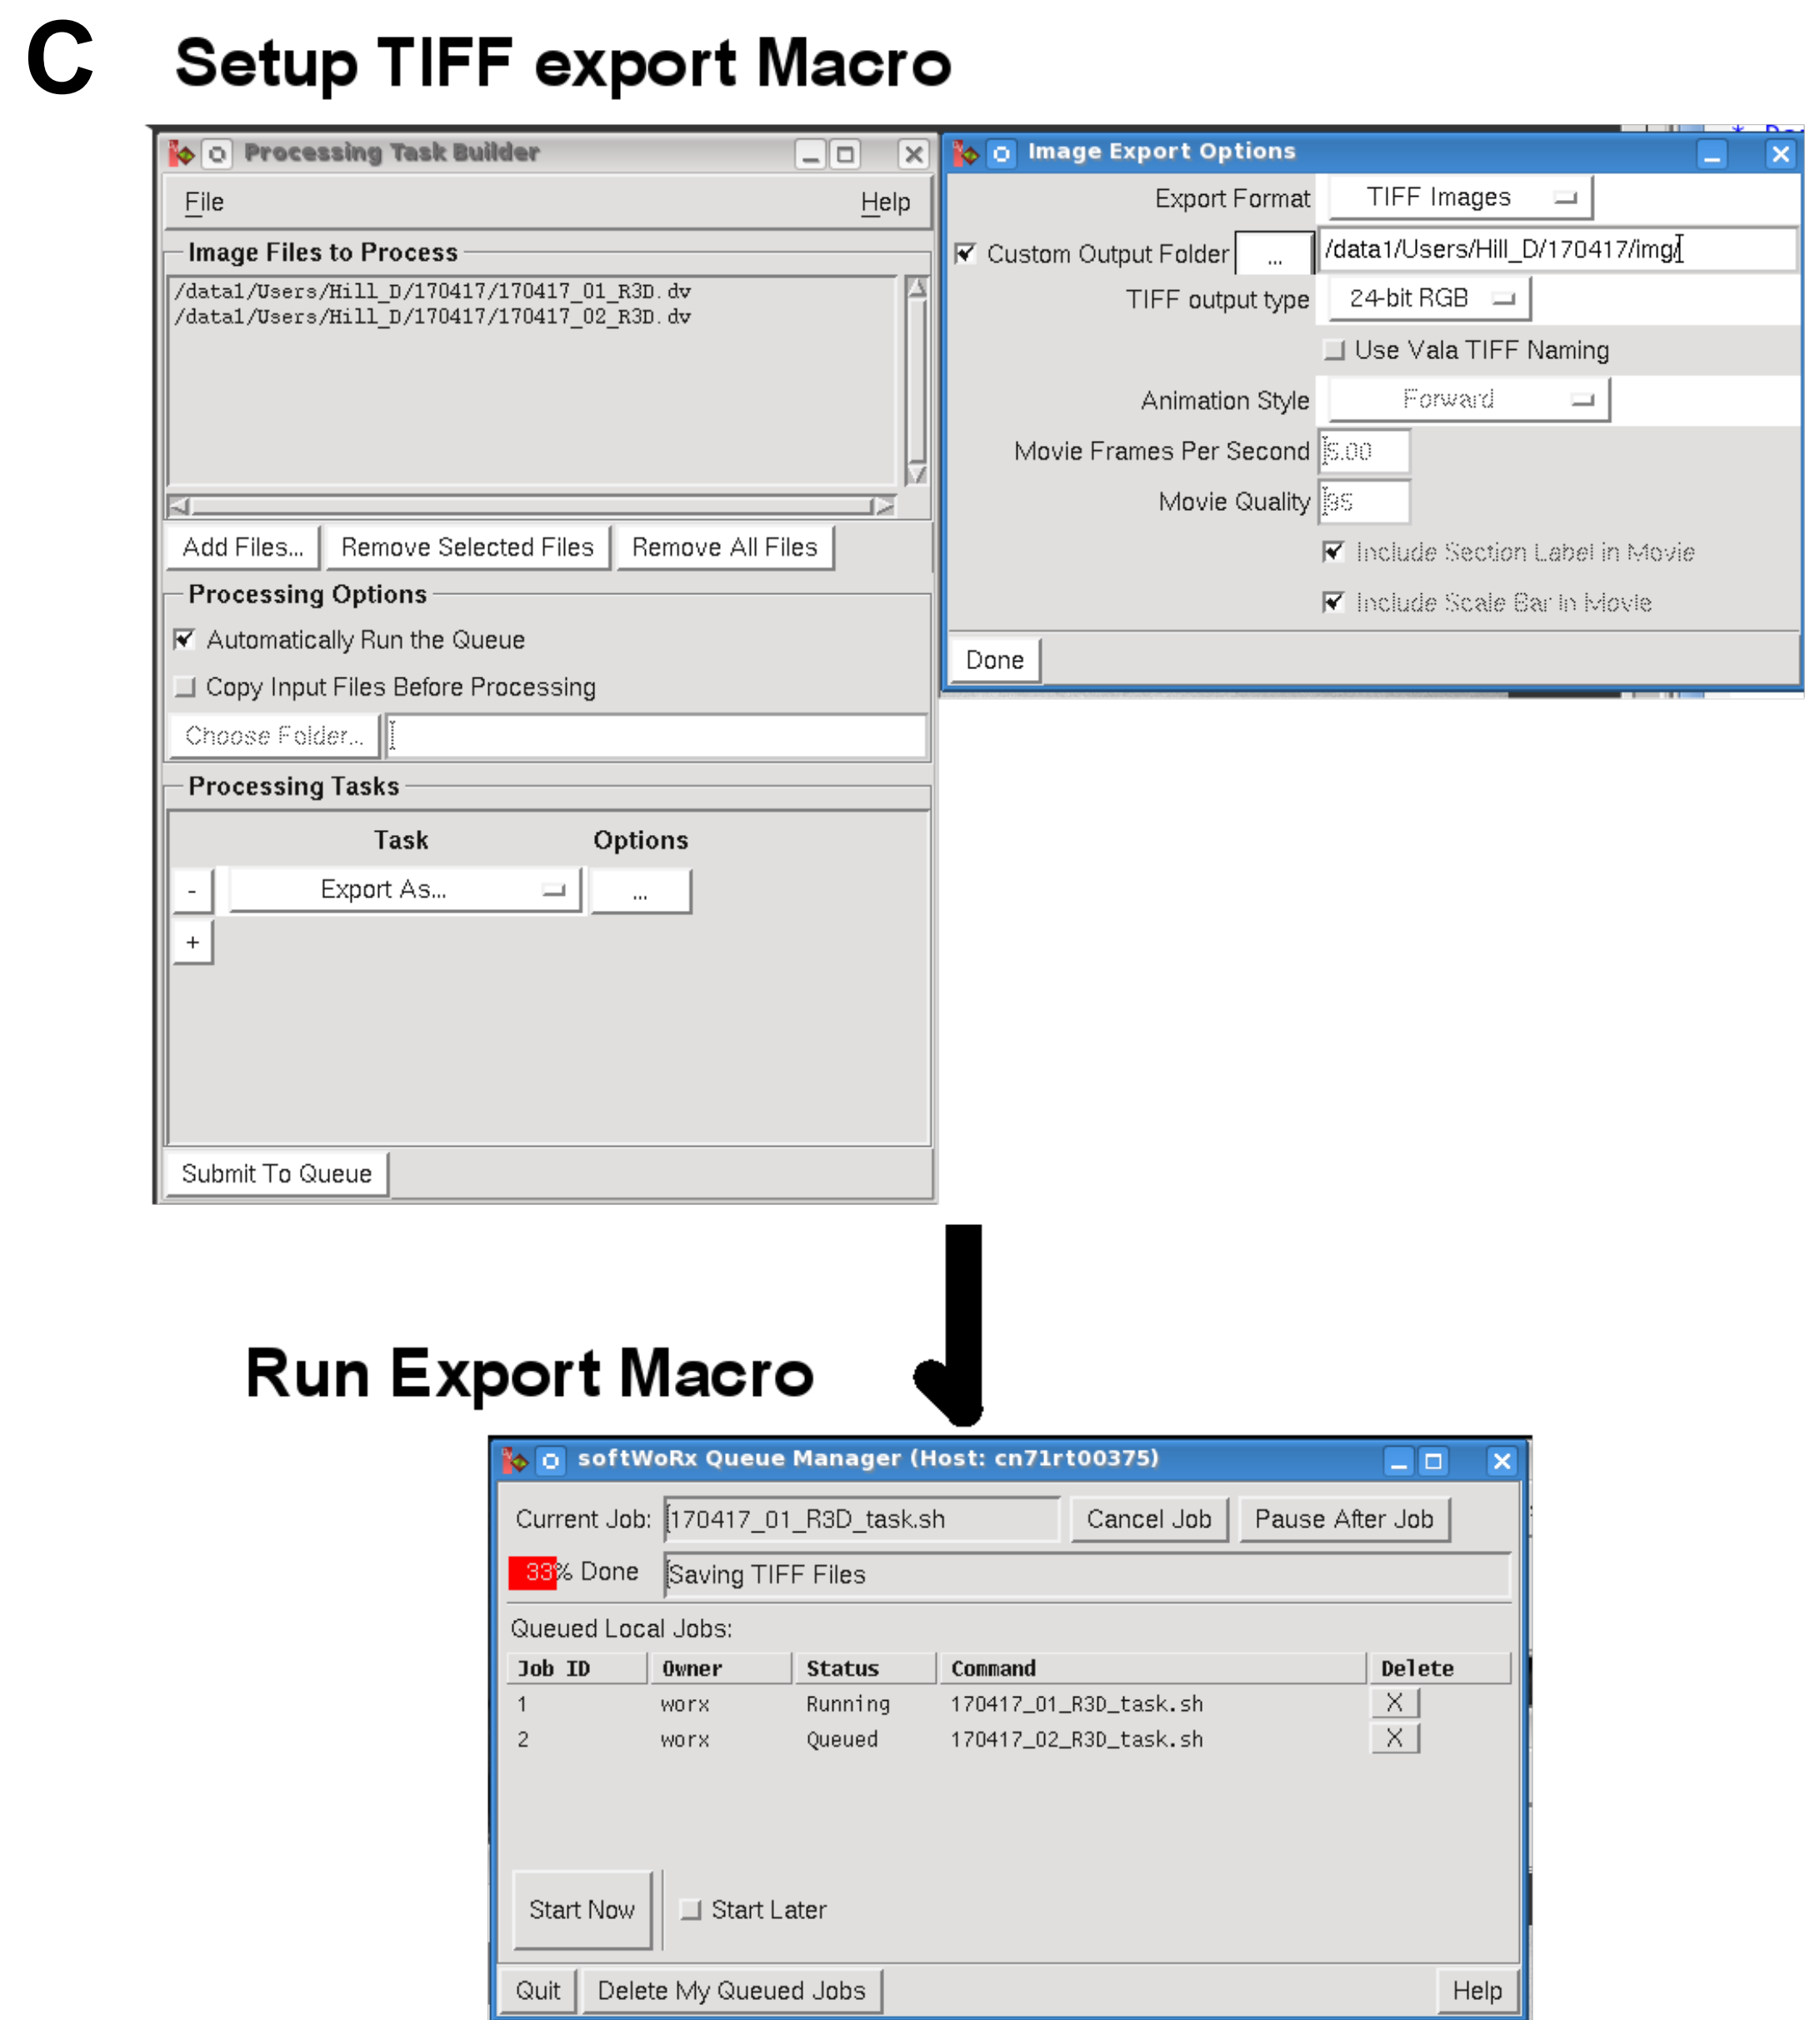 C Setup TIFF export Macro
Processing Task Builder
File Help
Image Files to Process
/data1/Users/Hill_D/170417/170417_01_R3D.dv
/data1/Users/Hill_D/170417/170417_02_R3D.dv
Add Files... Remove Selected Files Remove All Files
Processing Options
Automatically Run the Queue
Copy Input Files Before Processing
Choose Folder...
Processing Tasks
Task Options
- Export As... ...
+
Submit To Queue
Image Export Options
Export Format TIFF Images
Custom Output Folder ... /data1/Users/Hill_D/170417/img/
TIFF output type 24-bit RGB
Use Vala TIFF Naming
Animation Style Forward
Movie Frames Per Second 5.00
Movie Quality 95
Include Section Label in Movie
Include Scale Bar in Movie
Done
Run Export Macro
softWoRx Queue Manager (Host: cn71rt00375)
Current Job: 170417_01_R3D_task.sh Cancel Job Pause After Job
33% Done Saving TIFF Files
Queued Local Jobs:
Job ID Owner Status Command Delete
1 worx Running 170417_01_R3D_task.sh X
2 worx Queued 170417_02_R3D_task.sh X
Start Now Start Later
Quit Delete My Queued Jobs Help